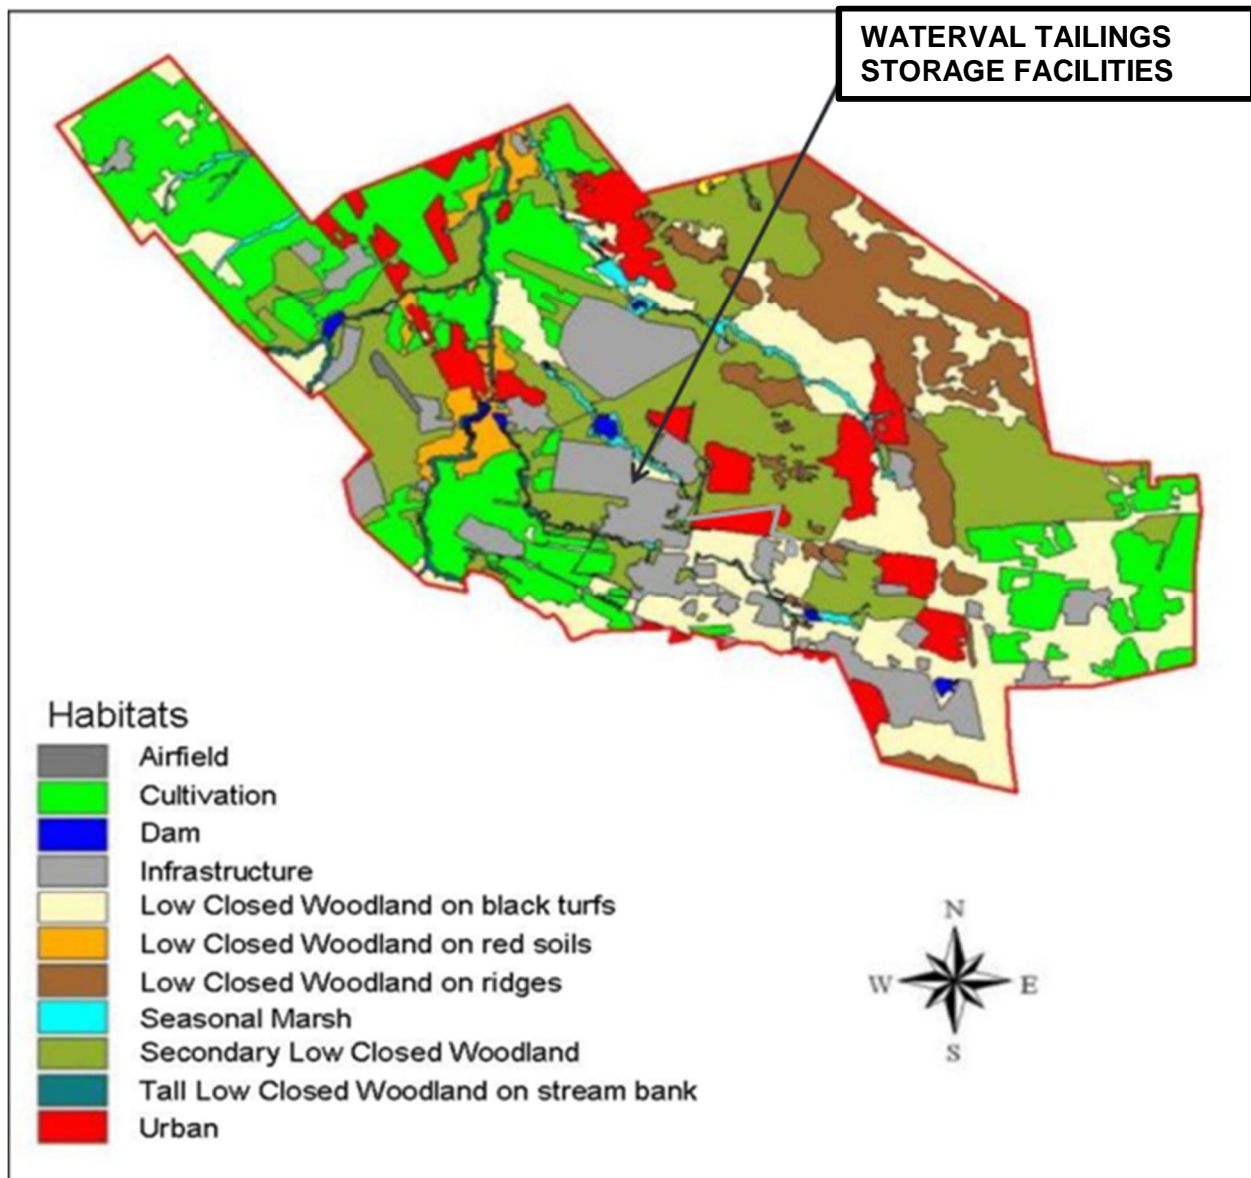 WATERVAL TAILINGS
STORAGE FACILITIES
Habitats
Airfield
Cultivation
Dam
Infrastructure
Low Closed Woodland on black turfs
Low Closed Woodland on red soils
Low Closed Woodland on ridges
Seasonal Marsh
Secondary Low Closed Woodland
Tall Low Closed Woodland on stream bank
Urban
N
W E
S